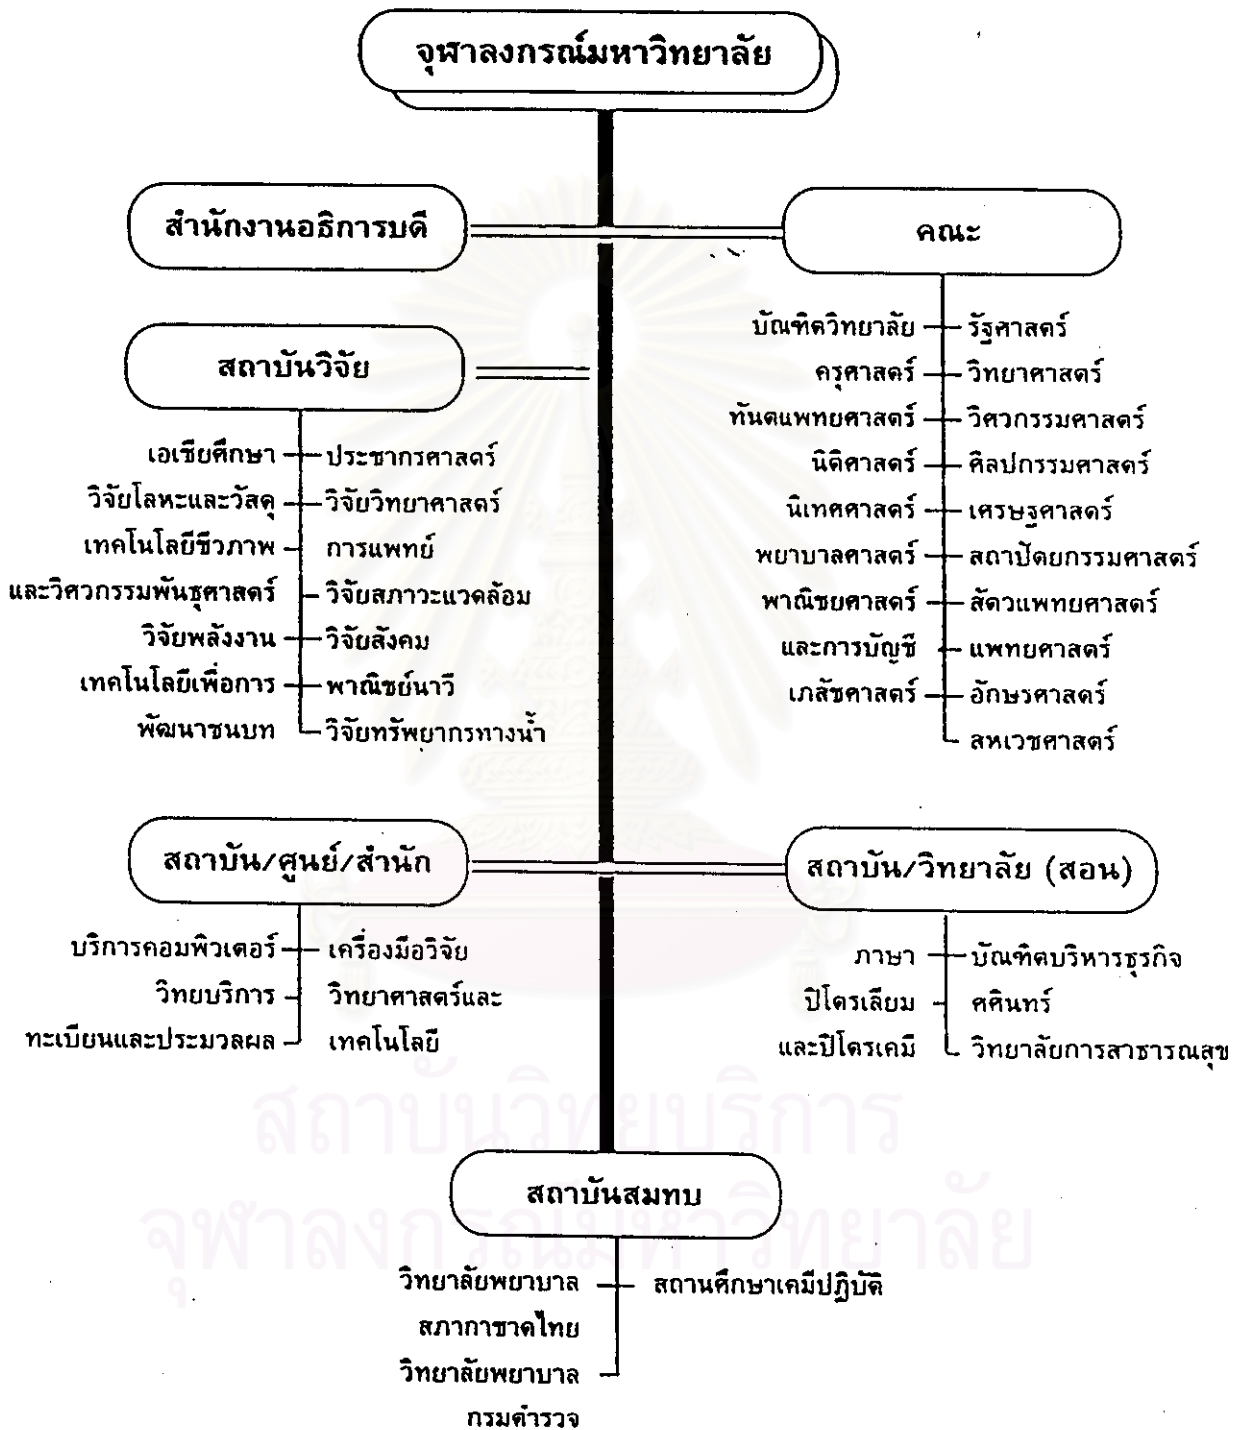 จุฬาลงกรณ์มหาวิทยาลัย
สำนักงานอธิการบดี
คณะ
บัณฑิตวิทยาลัย
รัฐศาสตร์
ครุศาสตร์
วิทยาศาสตร์
ทันตแพทยศาสตร์
วิศวกรรมศาสตร์
นิติศาสตร์
ศิลปกรรมศาสตร์
นิเทศศาสตร์
เศรษฐศาสตร์
พยาบาลศาสตร์
สถาปัตยกรรมศาสตร์
พาณิชยศาสตร์
และการบัญชี
สัตวแพทยศาสตร์
แพทยศาสตร์
เภสัชศาสตร์
อักษรศาสตร์
สหเวชศาสตร์
สถาบันวิจัย
เอเชียศึกษา
ประชากรศาสตร์
วิจัยโลหะและวัสดุ
วิจัยวิทยาศาสตร์
การแพทย์
เทคโนโลยีชีวภาพ
และวิศวกรรมพันธุศาสตร์
วิจัยสภาวะแวดล้อม
วิจัยพลังงาน
วิจัยสังคม
เทคโนโลยีเพื่อการ
พัฒนาชนบท
พาณิชย์นาวี
วิจัยทรัพยากรทางน้ำ
สถาบัน/ศูนย์/สำนัก
บริการคอมพิวเตอร์
เครื่องมือวิจัย
วิทยาศาสตร์และ
เทคโนโลยี
วิทยบริการ
ทะเบียนและประมวลผล
สถาบัน/วิทยาลัย (สอน)
ภาษา
บัณฑิตบริหารธุรกิจ
ศศินทร์
ปิโตรเลียม
และปิโตรเคมี
วิทยาลัยการสาธารณสุข
สถาบันวิทยบริการ
จุฬาลงกรณ์มหาวิทยาลัย
สถาบันสมทบ
วิทยาลัยพยาบาล
สภากาชาดไทย
สถานศึกษาเคมีปฏิบัติ
วิทยาลัยพยาบาล
กรมตำรวจ